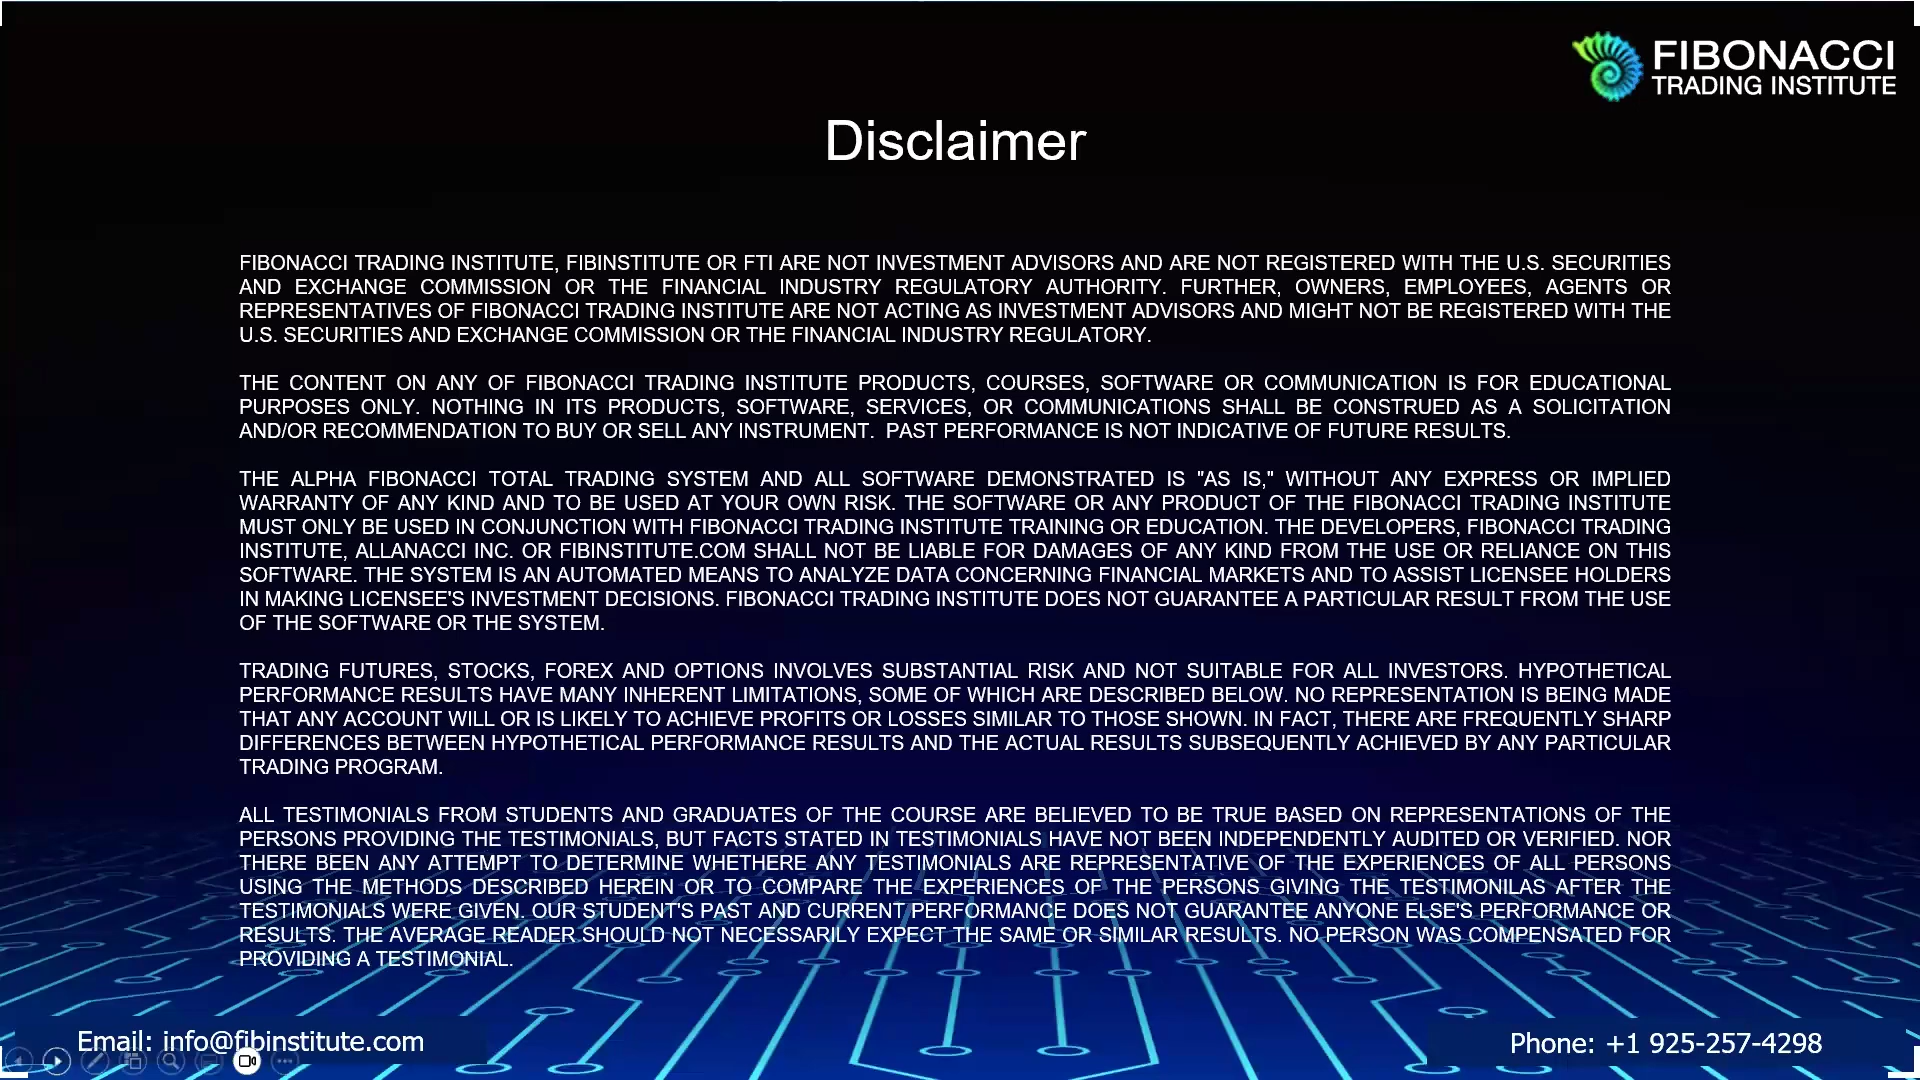 FIBONACCI
TRADING INSTITUTE
Disclaimer
FIBONACCI TRADING INSTITUTE, FIBINSTITUTE OR FTI ARE NOT INVESTMENT ADVISORS AND ARE NOT REGISTERED WITH THE U.S. SECURITIES
AND EXCHANGE COMMISSION OR THE FINANCIAL INDUSTRY REGULATORY AUTHORITY. FURTHER, OWNERS, EMPLOYEES, AGENTS OR
REPRESENTATIVES OF FIBONACCI TRADING INSTITUTE ARE NOT ACTING AS INVESTMENT ADVISORS AND MIGHT NOT BE REGISTERED WITH THE
U.S. SECURITIES AND EXCHANGE COMMISSION OR THE FINANCIAL INDUSTRY REGULATORY.
THE CONTENT ON ANY OF FIBONACCI TRADING INSTITUTE PRODUCTS, COURSES, SOFTWARE OR COMMUNICATION IS FOR EDUCATIONAL
PURPOSES ONLY. NOTHING IN ITS PRODUCTS, SOFTWARE, SERVICES, OR COMMUNICATIONS SHALL BE CONSTRUED AS A SOLICITATION
AND/OR RECOMMENDATION TO BUY OR SELL ANY INSTRUMENT. PAST PERFORMANCE IS NOT INDICATIVE OF FUTURE RESULTS.
THE ALPHA FIBONACCI TOTAL TRADING SYSTEM AND ALL SOFTWARE DEMONSTRATED IS "AS IS," WITHOUT ANY EXPRESS OR IMPLIED
WARRANTY OF ANY KIND AND TO BE USED AT YOUR OWN RISK. THE SOFTWARE OR ANY PRODUCT OF THE FIBONACCI TRADING INSTITUTE
MUST ONLY BE USED IN CONJUNCTION WITH FIBONACCI TRADING INSTITUTE TRAINING OR EDUCATION. THE DEVELOPERS, FIBONACCI TRADING
INSTITUTE, ALLANACCI INC. OR FIBINSTITUTE.COM SHALL NOT BE LIABLE FOR DAMAGES OF ANY KIND FROM THE USE OR RELIANCE ON THIS
SOFTWARE. THE SYSTEM IS AN AUTOMATED MEANS TO ANALYZE DATA CONCERNING FINANCIAL MARKETS AND TO ASSIST LICENSEE HOLDERS
IN MAKING LICENSEE'S INVESTMENT DECISIONS. FIBONACCI TRADING INSTITUTE DOES NOT GUARANTEE A PARTICULAR RESULT FROM THE USE
OF THE SOFTWARE OR THE SYSTEM.
TRADING FUTURES, STOCKS, FOREX AND OPTIONS INVOLVES SUBSTANTIAL RISK AND NOT SUITABLE FOR ALL INVESTORS. HYPOTHETICAL
PERFORMANCE RESULTS HAVE MANY INHERENT LIMITATIONS, SOME OF WHICH ARE DESCRIBED BELOW. NO REPRESENTATION IS BEING MADE
THAT ANY ACCOUNT WILL OR IS LIKELY TO ACHIEVE PROFITS OR LOSSES SIMILAR TO THOSE SHOWN. IN FACT, THERE ARE FREQUENTLY SHARP
DIFFERENCES BETWEEN HYPOTHETICAL PERFORMANCE RESULTS AND THE ACTUAL RESULTS SUBSEQUENTLY ACHIEVED BY ANY PARTICULAR
TRADING PROGRAM.
ALL TESTIMONIALS FROM STUDENTS AND GRADUATES OF THE COURSE ARE BELIEVED TO BE TRUE BASED ON REPRESENTATIONS OF THE
PERSONS PROVIDING THE TESTIMONIALS, BUT FACTS STATED IN TESTIMONIALS HAVE NOT BEEN INDEPENDENTLY AUDITED OR VERIFIED. NOR
THERE BEEN ANY ATTEMPT TO DETERMINE WHETHERE ANY TESTIMONIALS ARE REPRESENTATIVE OF THE EXPERIENCES OF ALL PERSONS
USING THE METHODS DESCRIBED HEREIN OR TO COMPARE THE EXPERIENCES OF THE PERSONS GIVING THE TESTIMONILAS AFTER THE
TESTIMONIALS WERE GIVEN. OUR STUDENT'S PAST AND CURRENT PERFORMANCE DOES NOT GUARANTEE ANYONE ELSE'S PERFORMANCE OR
RESULTS. THE AVERAGE READER SHOULD NOT NECESSARILY EXPECT THE SAME OR SIMILAR RESULTS. NO PERSON WAS COMPENSATED FOR
PROVIDING A TESTIMONIAL.
Email: info@fibinstitute.com
Phone: +1 925-257-4298